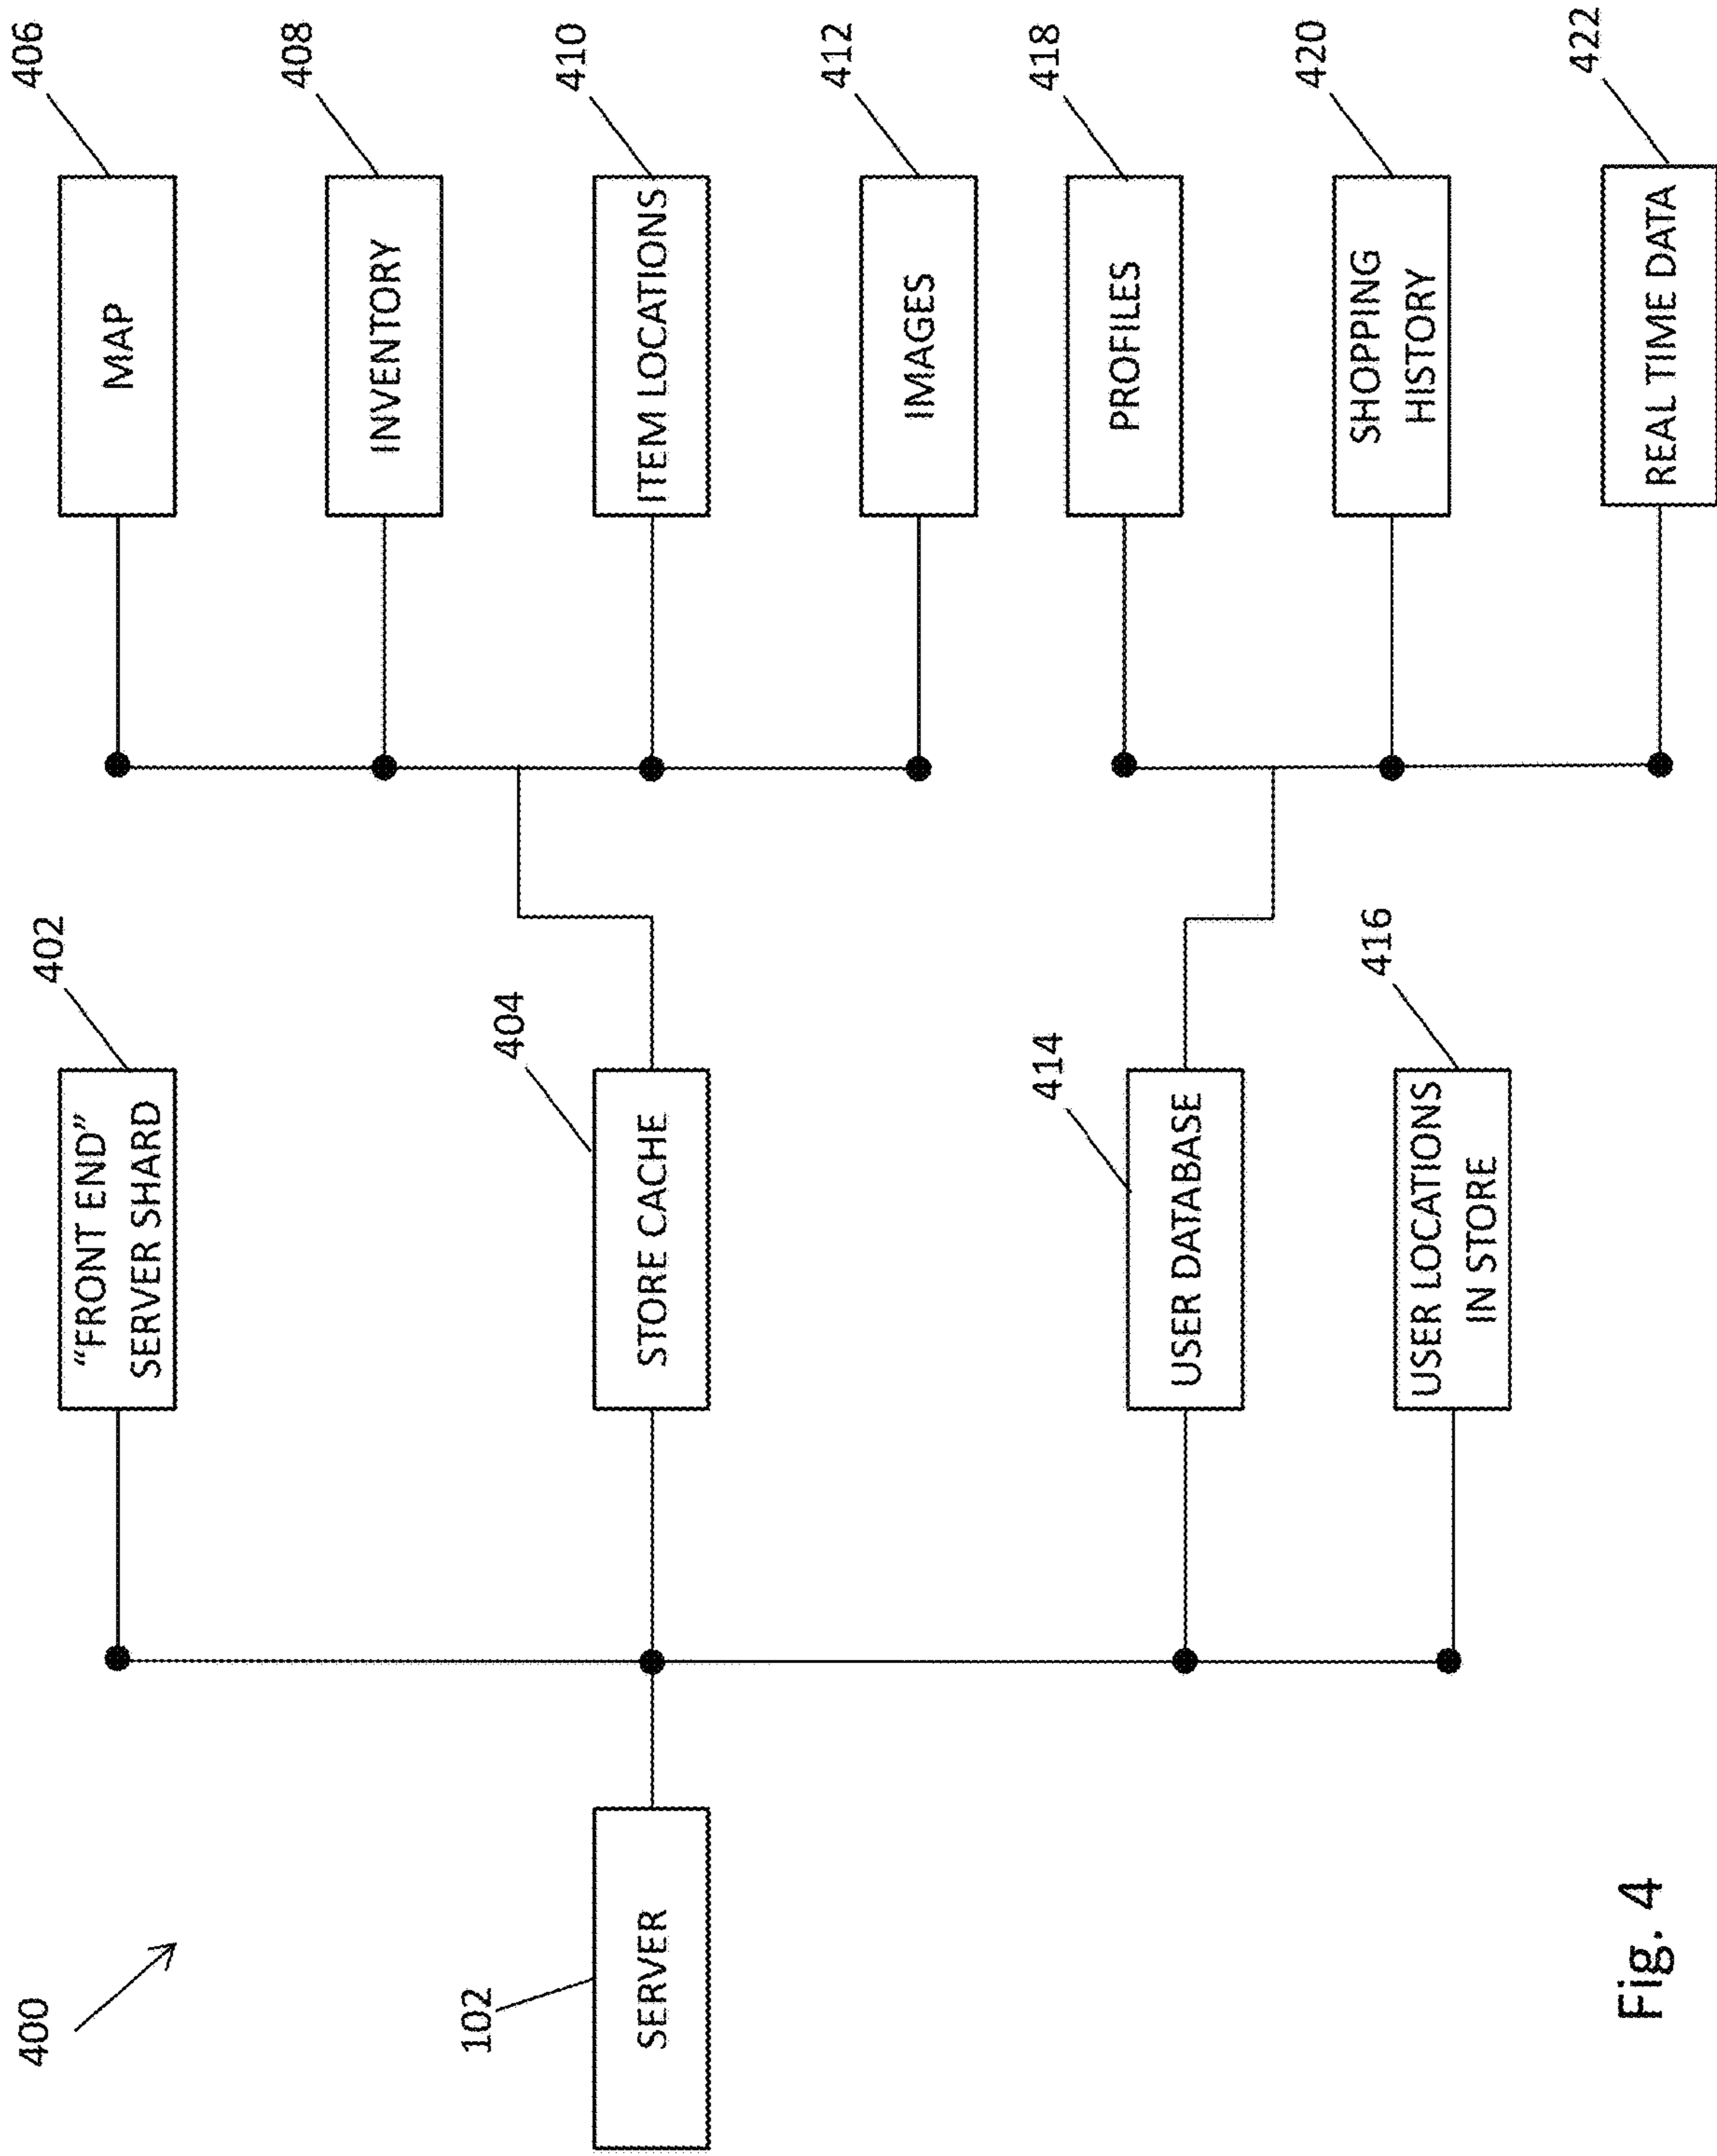 400
102
SERVER
402
"FRONT END"
SERVER SHARD
404
STORE CACHE
414
USER DATABASE
416
USER LOCATIONS
IN STORE
406
MAP
408
INVENTORY
410
ITEM LOCATIONS
412
IMAGES
418
PROFILES
420
SHOPPING
HISTORY
422
REAL TIME DATA
Fig. 4